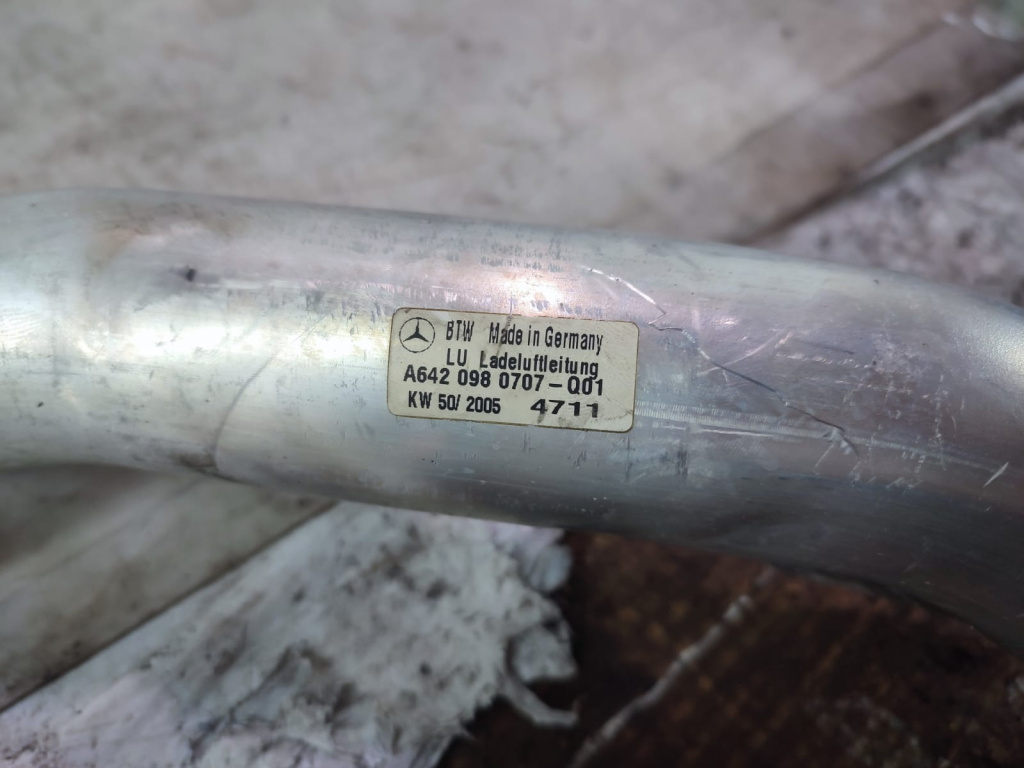 BTW Made in Germany
LU Ladeluftleitung
A642 098 0707-Q01
KW 50/ 2005 4711